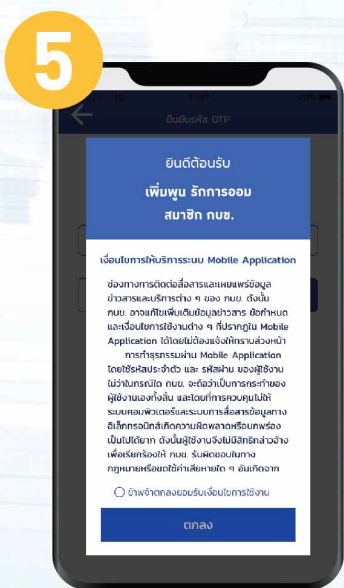 5
ยืนยันรหัส OTP
ยินดีต้อนรับ
เพิ่มพูน รักการออม
สมาชิก กบข.
เงื่อนไขการให้บริการระบบ Mobile Application
ช่องทางการติดต่อสื่อสารและเผยแพร่ข้อมูล
ข่าวสารและบริการต่าง ๆ ของ กบข. ดังนั้น
กบข. อาจแก้ไขเพิ่มเติมข้อมูลข่าวสาร ข้อกำหนด
และเงื่อนไขการใช้งานต่าง ๆ ที่ปรากฏใน Mobile
Application ได้โดยไม่ต้องแจ้งให้ทราบล่วงหน้า
การทำธุรกรรมผ่าน Mobile Application
โดยใช้รหัสประจำตัว และ รหัสผ่าน ของผู้ใช้งาน
ไม่ว่าในกรณีใด กบข. จะถือว่าเป็นการกระทำของ
ผู้ใช้งานเองทั้งสิ้น และโดยที่การควบคุมไม่ให้
ระบบคอมพิวเตอร์และระบบการสื่อสารข้อมูลทาง
อิเล็กทรอนิกส์เกิดความผิดพลาดหรือบกพร่อง
เป็นไปได้ยาก ดังนั้นผู้ใช้งานจึงไม่มีสิทธิกล่าวอ้าง
เพื่อเรียกร้องให้ กบข. รับผิดชอบในทาง
กฎหมายหรือชดใช้ค่าเสียหายใด ๆ อันเกิดจาก
ข้าพเจ้าตกลงยอมรับเงื่อนไขการใช้งาน
ตกลง